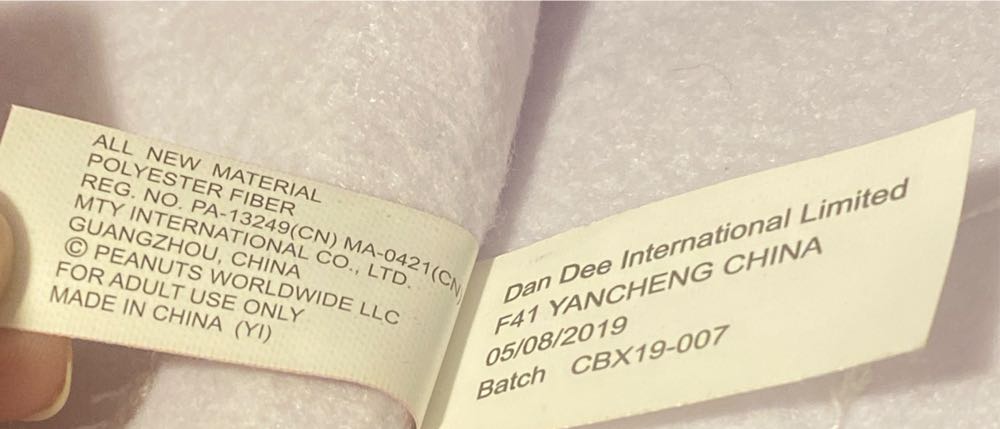 ALL NEW MATERIAL
POLYESTER FIBER
REG. NO. PA-13249(CN) MA-0421(CN)
MTY INTERNATIONAL CO., LTD.
GUANGZHOU, CHINA
© PEANUTS WORLDWIDE LLC
FOR ADULT USE ONLY
MADE IN CHINA (YI)
Dan Dee International Limited
F41 YANCHENG CHINA
05/08/2019
Batch CBX19-007